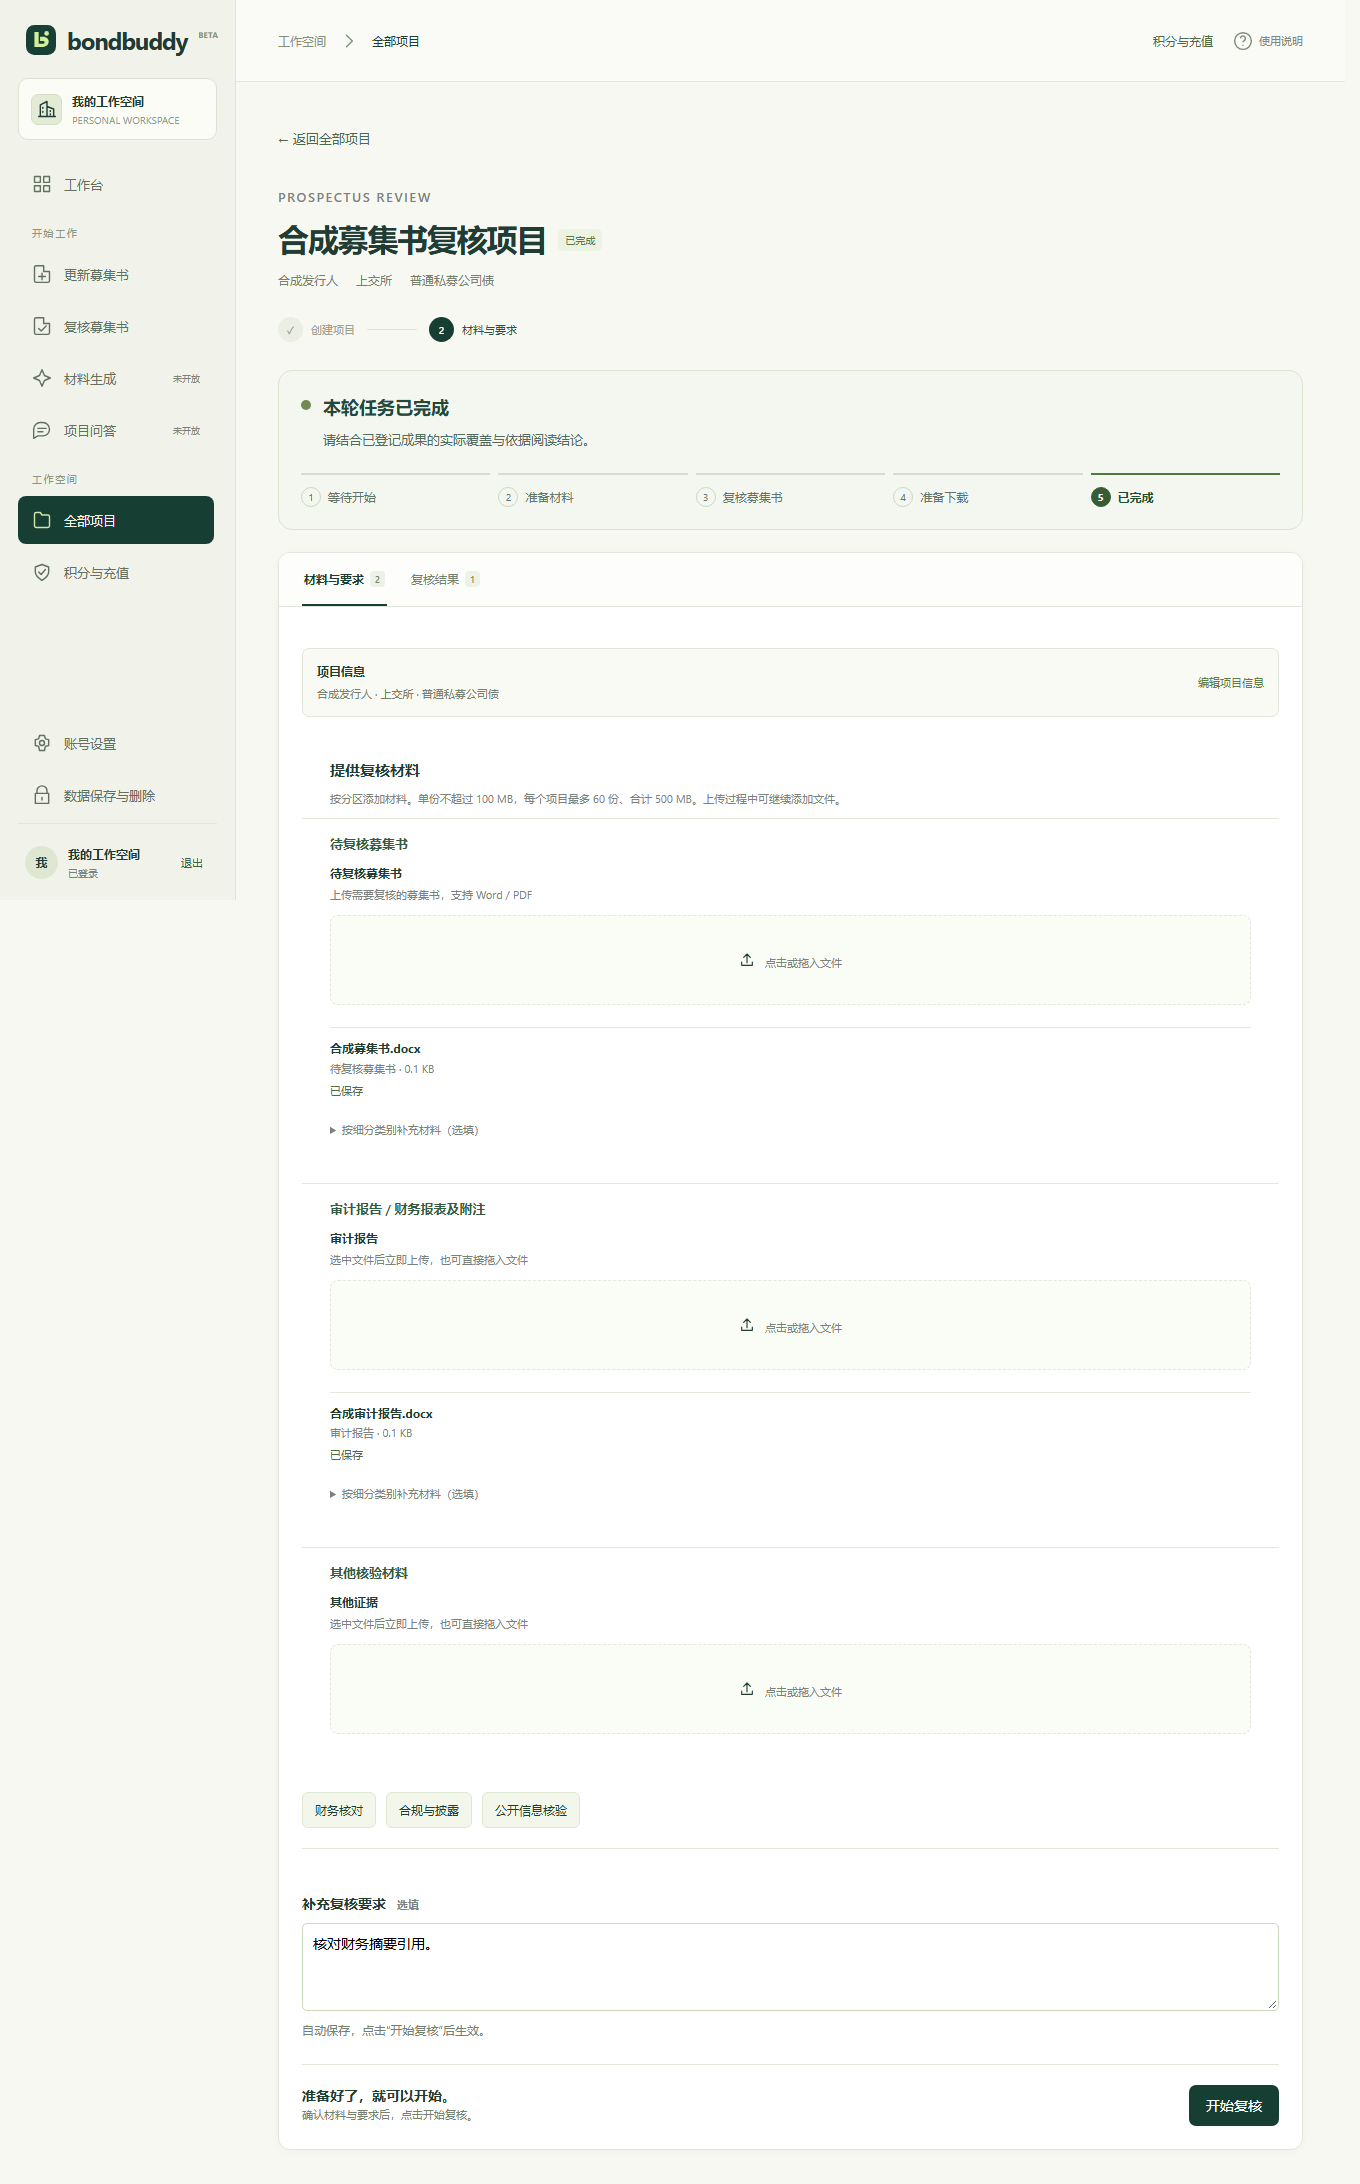 bondbuddy BETA
我的工作空间
PERSONAL WORKSPACE
工作台
开始工作
更新募集书
复核募集书
材料生成 未开放
项目问答 未开放
工作空间
全部项目
积分与充值
账号设置
数据保存与删除
我 我的工作空间
已登录
退出
工作空间 全部项目
积分与充值 使用说明
← 返回全部项目
PROSPECTUS REVIEW
合成募集书复核项目 已完成
合成发行人 上交所 普通私募公司债
✓ 创建项目 2 材料与要求
本轮任务已完成
请结合已登记成果的实际覆盖与依据阅读结论。
1 等待开始 2 准备材料 3 复核募集书 4 准备下载 5 已完成
材料与要求 2 复核结果 1
项目信息
合成发行人 · 上交所 · 普通私募公司债
编辑项目信息
提供复核材料
按分区添加材料。单份不超过 100 MB，每个项目最多 60 份、合计 500 MB。上传过程中可继续添加文件。
待复核募集书
待复核募集书
上传需要复核的募集书，支持 Word / PDF
点击或拖入文件
合成募集书.docx
待复核募集书 · 0.1 KB
已保存
▶ 按细分类别补充材料（选填）
审计报告 / 财务报表及附注
审计报告
选中文件后立即上传，也可直接拖入文件
点击或拖入文件
合成审计报告.docx
审计报告 · 0.1 KB
已保存
▶ 按细分类别补充材料（选填）
其他核验材料
其他证据
选中文件后立即上传，也可直接拖入文件
点击或拖入文件
财务核对 合规与披露 公开信息核验
补充复核要求 选填
核对财务摘要引用。
自动保存，点击“开始复核”后生效。
准备好了，就可以开始。
确认材料与要求后，点击开始复核。
开始复核